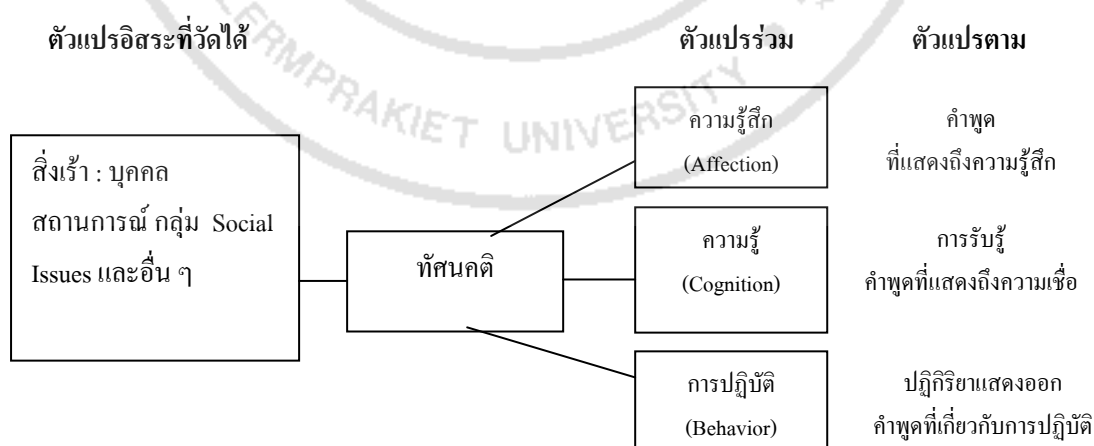 ตัวแปรอิสระที่วัดได้
ตัวแปรร่วม
ตัวแปรตาม
สิ่งเร้า : บุคคล
สถานการณ์ กลุ่ม Social
Issues และอื่น ๆ
ทัศนคติ
ความรู้สึก
(Affection)
คำพูด
ที่แสดงถึงความรู้สึก
ความรู้
(Cognition)
การรับรู้
คำพูดที่แสดงถึงความเชื่อ
การปฏิบัติ
(Behavior)
ปฏิกิริยาแสดงออก
คำพูดที่เกี่ยวกับการปฏิบัติ
UNIVERSITY